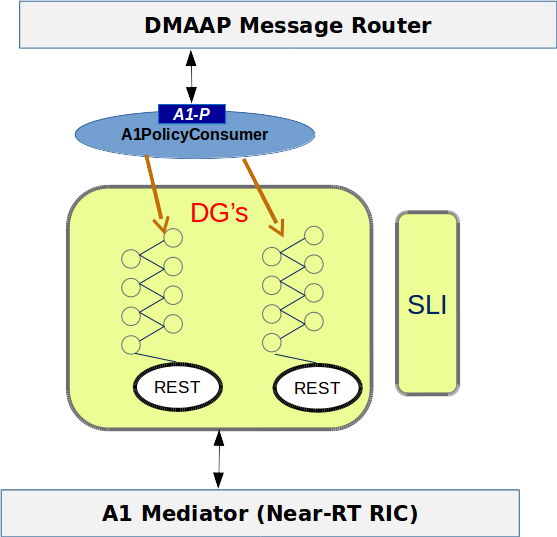 DMAAP Message Router
A1-P
A1PolicyConsumer
DG's
SLI
REST
REST
A1 Mediator (Near-RT RIC)